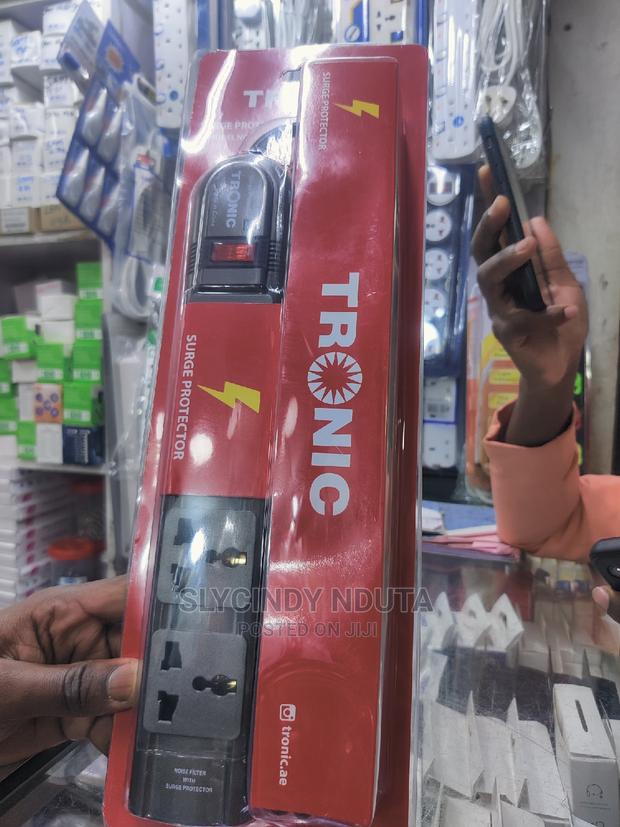 TR
SURGE PROTECTOR
TRONIC
TRONIC
SURGE PROTECTOR
SLYCINDY NDUTA
POSTED ON JIJI
tronic.ae
NOISE FILTER
WITH
SURGE PROTECTOR